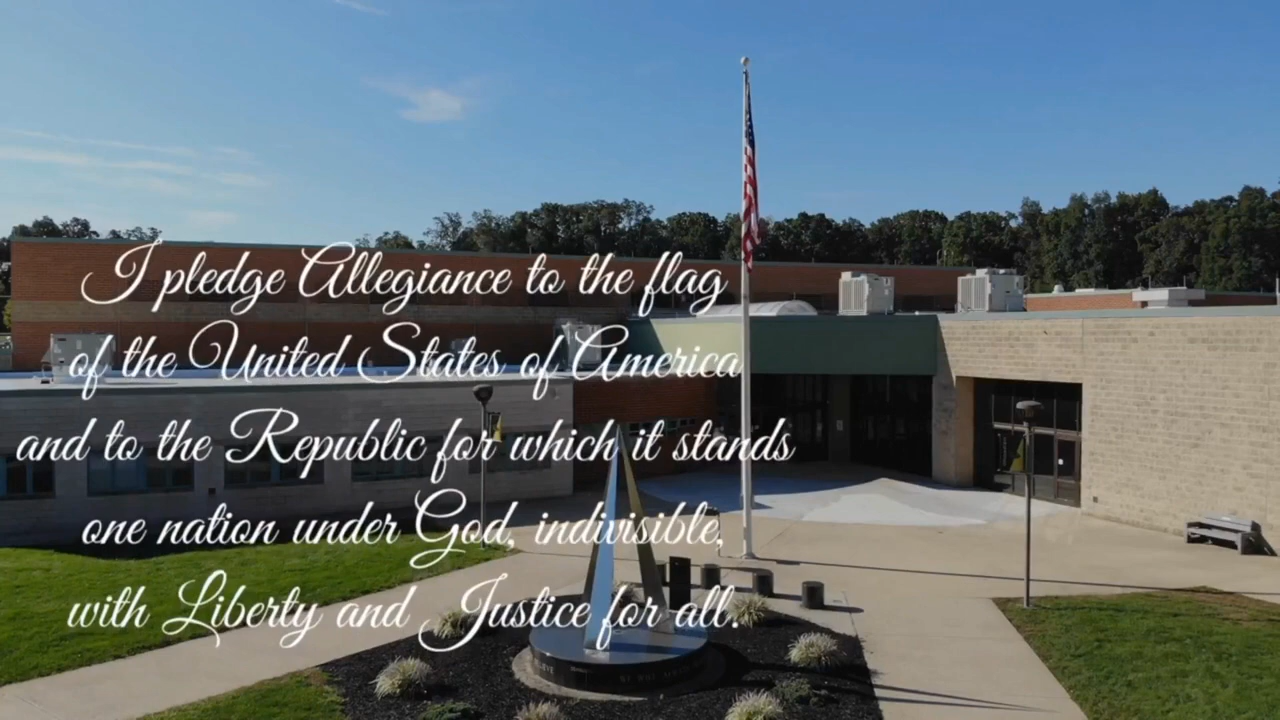 I pledge Allegiance to the flag
of the United States of America
and to the Republic for which it stands
one nation under God, indivisible,
with Liberty and Justice for all.